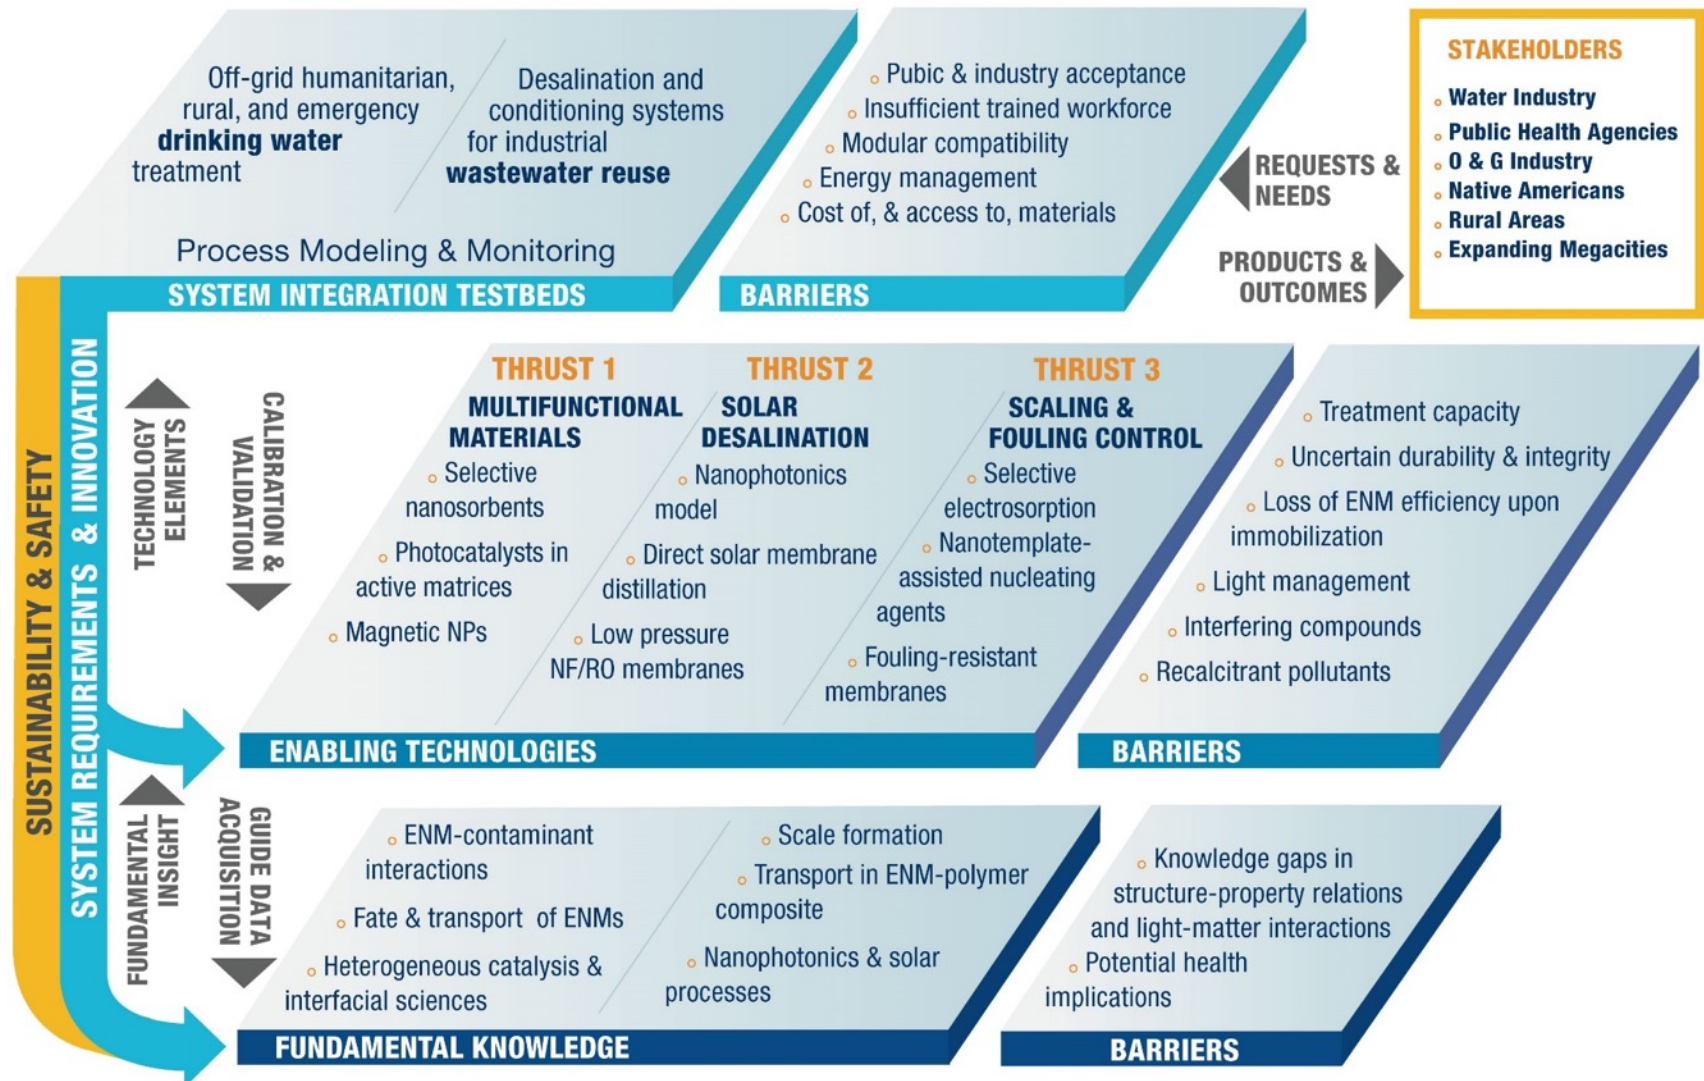 Off-grid humanitarian,
rural, and emergency
drinking water
treatment
Desalination and
conditioning systems
for industrial
wastewater reuse
Process Modeling & Monitoring
SYSTEM INTEGRATION TESTBEDS
Pubic & industry acceptance
Insufficient trained workforce
Modular compatibility
Energy management
Cost of, & access to, materials
BARRIERS
REQUESTS &
NEEDS
PRODUCTS &
OUTCOMES
STAKEHOLDERS
Water Industry
Public Health Agencies
O & G Industry
Native Americans
Rural Areas
Expanding Megacities
SUSTAINABILITY & SAFETY
SYSTEM REQUIREMENTS & INNOVATION
TECHNOLOGY
ELEMENTS
CALIBRATION &
VALIDATION
THRUST 1
MULTIFUNCTIONAL
MATERIALS
Selective
nanosorbents
Photocatalysts in
active matrices
Magnetic NPs
THRUST 2
SOLAR
DESALINATION
Nanophotonics
model
Direct solar membrane
distillation
Low pressure
NF/RO membranes
THRUST 3
SCALING &
FOULING CONTROL
Selective
electrosorption
Nanotemplate-
assisted nucleating
agents
Fouling-resistant
membranes
ENABLING TECHNOLOGIES
Treatment capacity
Uncertain durability & integrity
Loss of ENM efficiency upon
immobilization
Light management
Interfering compounds
Recalcitrant pollutants
BARRIERS
FUNDAMENTAL
INSIGHT
GUIDE DATA
ACQUISITION
ENM-contaminant
interactions
Fate & transport of ENMs
Heterogeneous catalysis &
interfacial sciences
Scale formation
Transport in ENM-polymer
composite
Nanophotonics & solar
processes
FUNDAMENTAL KNOWLEDGE
Knowledge gaps in
structure-property relations
and light-matter interactions
Potential health
implications
BARRIERS